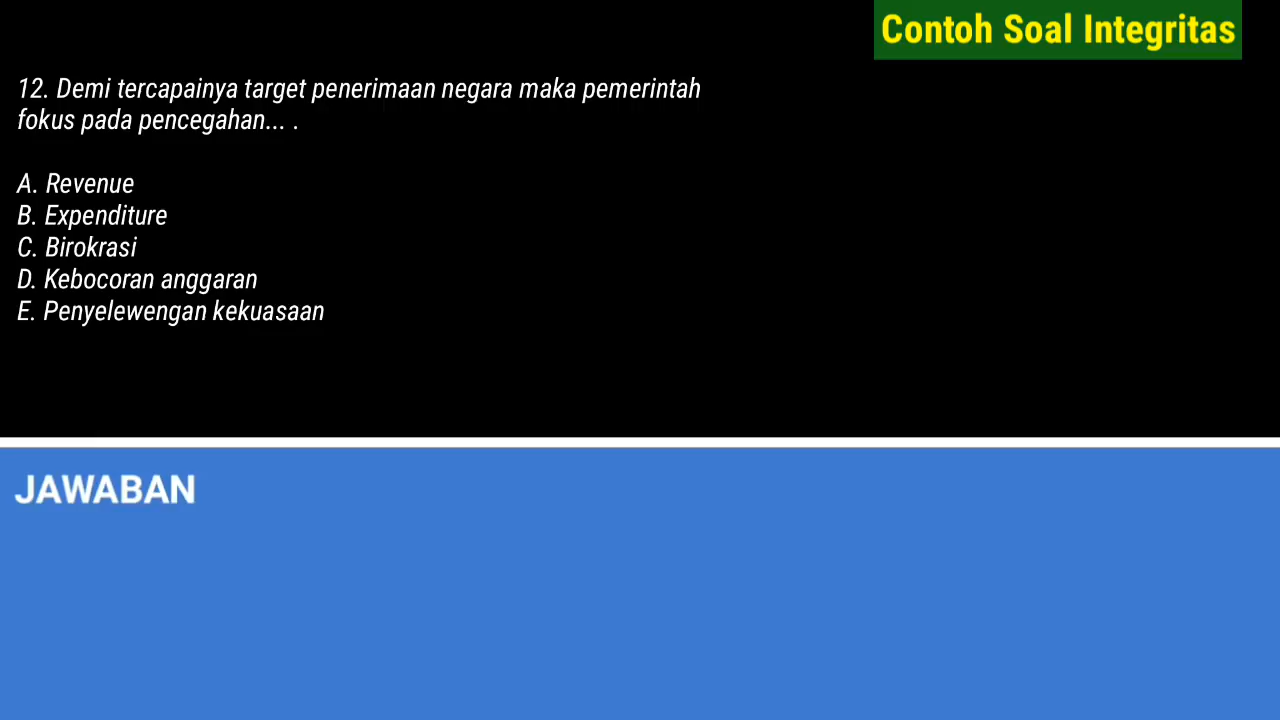 Contoh Soal Integritas
12. Demi tercapainya target penerimaan negara maka pemerintah
fokus pada pencegahan... .
A. Revenue
B. Expenditure
C. Birokrasi
D. Kebocoran anggaran
E. Penyelewengan kekuasaan
JAWABAN